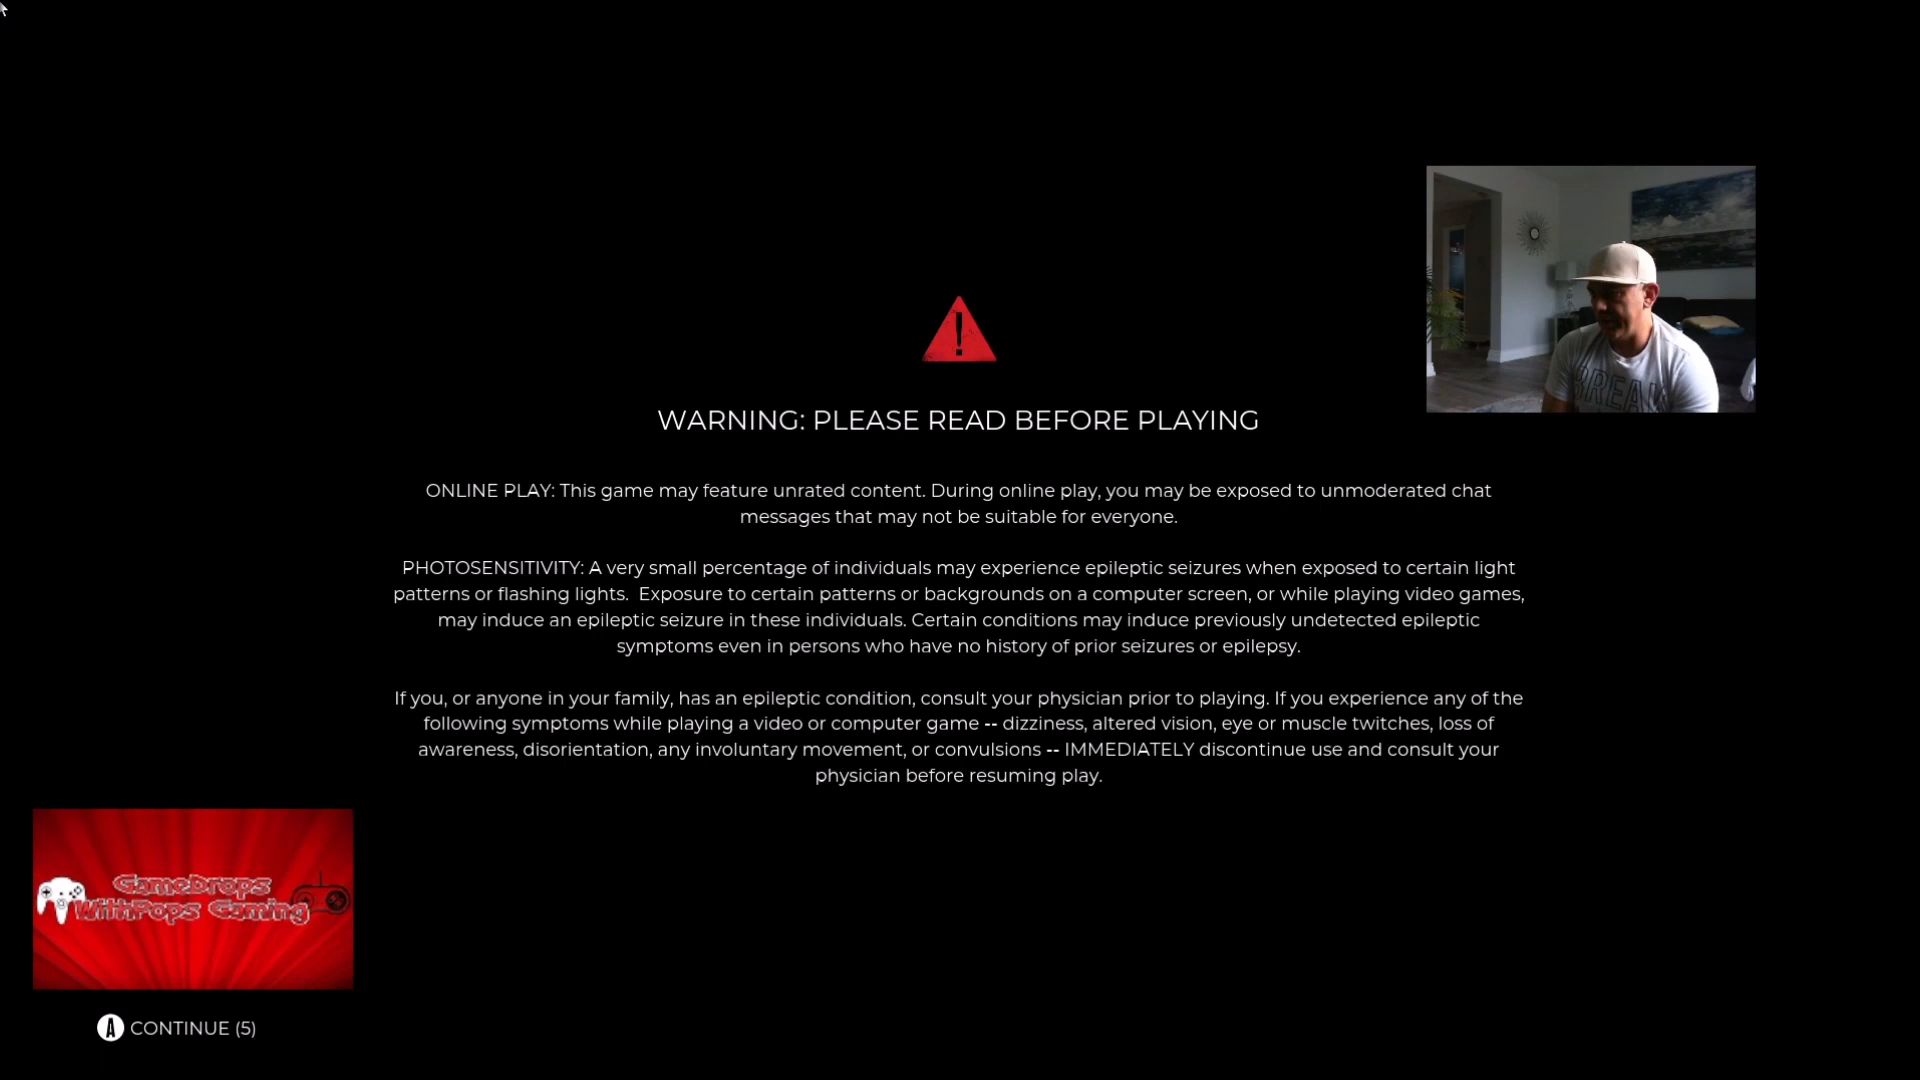 WARNING: PLEASE READ BEFORE PLAYING
ONLINE PLAY: This game may feature unrated content. During online play, you may be exposed to unmoderated chat
messages that may not be suitable for everyone.
PHOTOSENSITIVITY: A very small percentage of individuals may experience epileptic seizures when exposed to certain light
patterns or flashing lights.  Exposure to certain patterns or backgrounds on a computer screen, or while playing video games,
may induce an epileptic seizure in these individuals. Certain conditions may induce previously undetected epileptic
symptoms even in persons who have no history of prior seizures or epilepsy.
If you, or anyone in your family, has an epileptic condition, consult your physician prior to playing. If you experience any of the
following symptoms while playing a video or computer game -- dizziness, altered vision, eye or muscle twitches, loss of
awareness, disorientation, any involuntary movement, or convulsions -- IMMEDIATELY discontinue use and consult your
physician before resuming play.
GameDrops
WithPops Gaming
A CONTINUE (5)